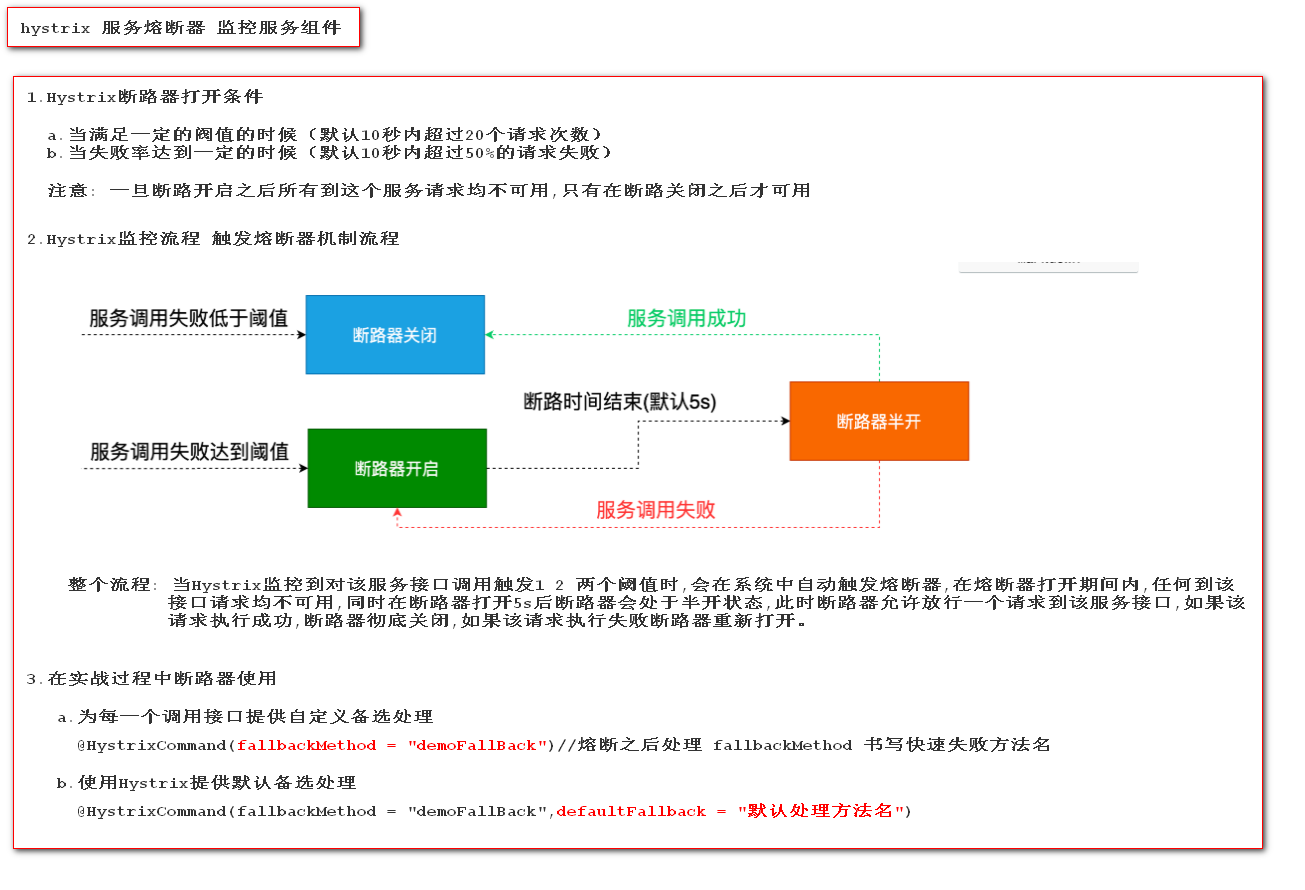 hystrix 服务熔断器 监控服务组件
1.Hystrix断路器打开条件
a.当满足一定的阀值的时候（默认10秒内超过20个请求次数）
b.当失败率达到一定的时候（默认10秒内超过50%的请求失败）
注意: 一旦断路开启之后所有到这个服务请求均不可用,只有在断路关闭之后才可用
2.Hystrix监控流程 触发熔断器机制流程
服务调用失败低于阈值
断路器关闭
服务调用成功
断路时间结束(默认5s)
断路器半开
服务调用失败达到阈值
断路器开启
服务调用失败
整个流程: 当Hystrix监控到对该服务接口调用触发1 2 两个阈值时,会在系统中自动触发熔断器,在熔断器打开期间内,任何到该
接口请求均不可用,同时在断路器打开5s后断路器会处于半开状态,此时断路器允许放行一个请求到该服务接口,如果该
请求执行成功,断路器彻底关闭,如果该请求执行失败断路器重新打开。
3.在实战过程中断路器使用
a.为每一个调用接口提供自定义备选处理
@HystrixCommand(fallbackMethod = "demoFallBack")//熔断之后处理 fallbackMethod 书写快速失败方法名
b.使用Hystrix提供默认备选处理
@HystrixCommand(fallbackMethod = "demoFallBack",defaultFallback = "默认处理方法名")